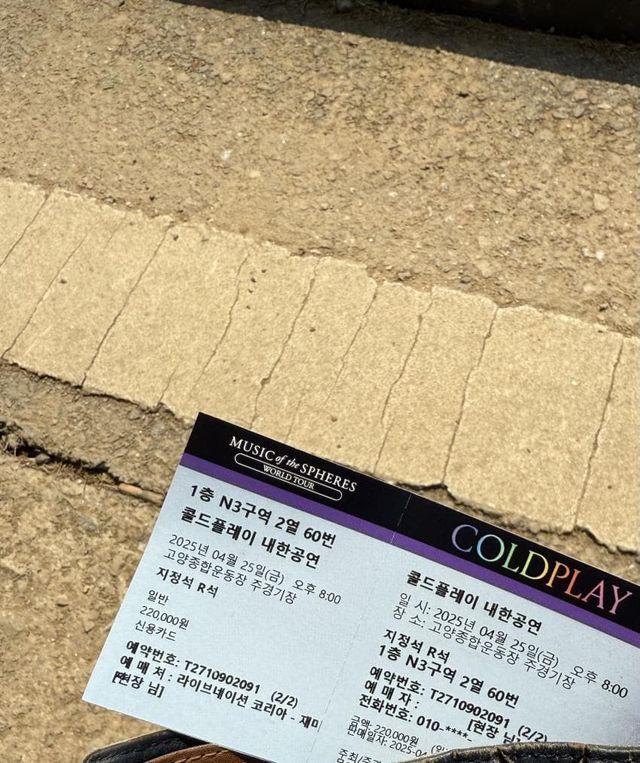 MUSIC of the SPHERES
WORLD TOUR
1층 N3구역 2열 60번
콜드플레이 내한공연
2025년 04월 25일(금) 오후 8:00
고양종합운동장 주경기장
지정석 R석
일반
220,000원
신용카드
예약번호: T2710902091 (2/2)
예 매 처 : 라이브네이션 코리아 -
[현장 님]
COLDPLAY
콜드플레이 내한공연
일 시: 2025년 04월 25일(금) 오후 8:00
장 소: 고양종합운동장 주경기장
지정석 R석
1층 N3구역 2열 60번
예약번호: T2710902091 (2/2)
예 매 자 : [현장 님]
전화번호: 010-****-
금액: 220,000원
판매일자: 2025-04